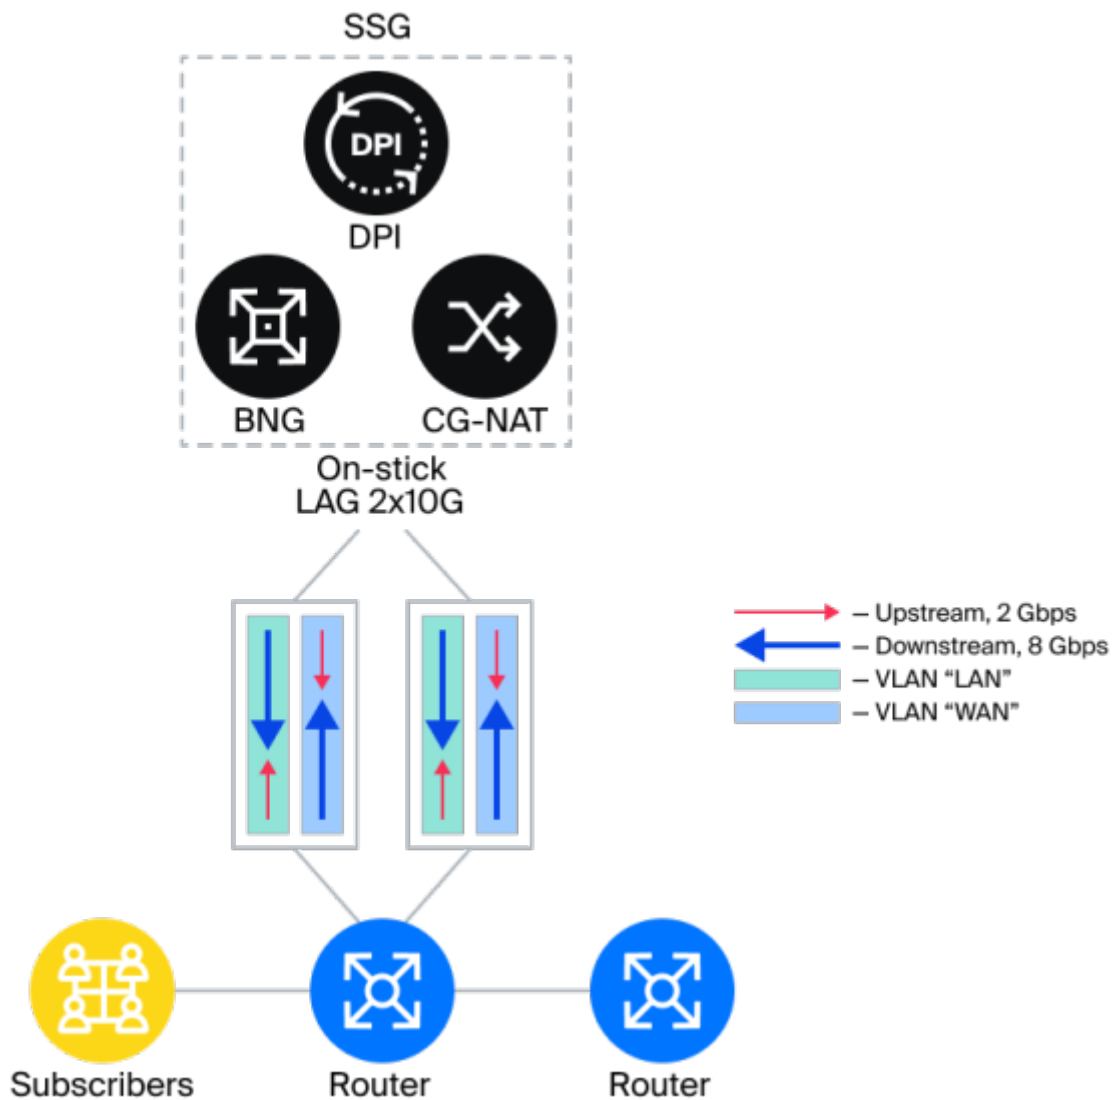 SSG
DPI
DPI
BNG
CG-NAT
On-stick
LAG 2x10G
– Upstream, 2 Gbps
– Downstream, 8 Gbps
– VLAN “LAN”
– VLAN “WAN”
Subscribers
Router
Router